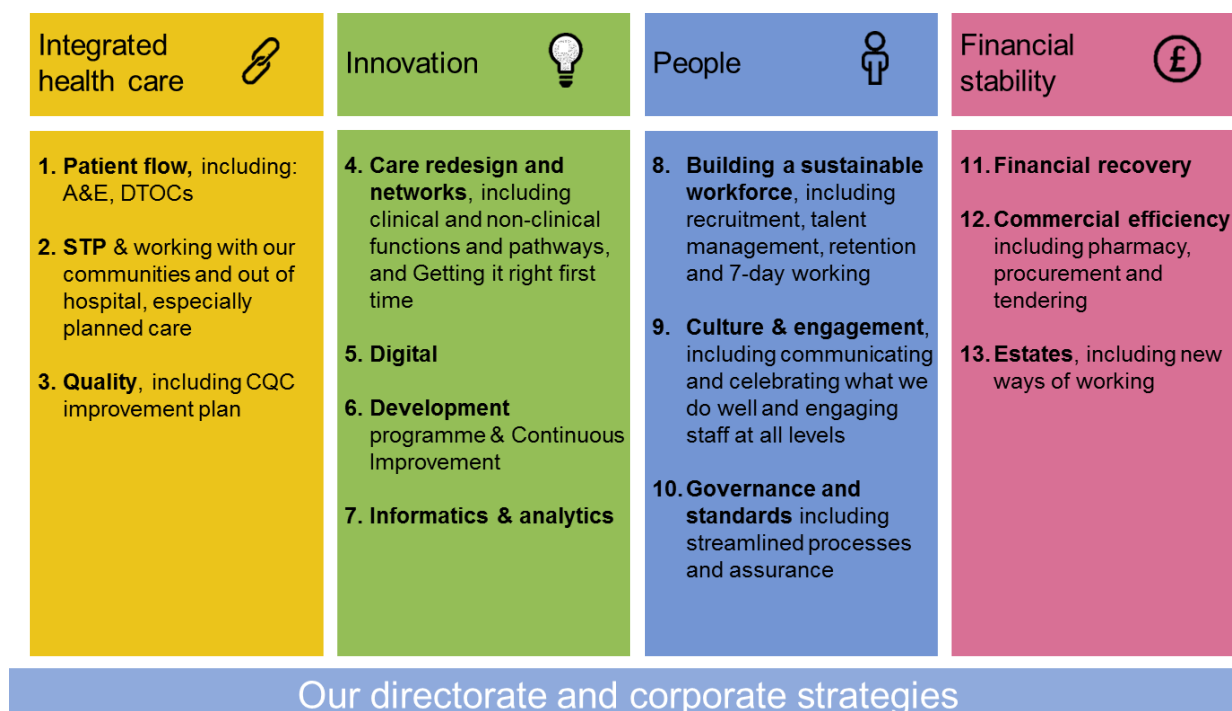 Integrated
health care
Innovation
People
Financial
stability
£
1. Patient flow, including:
A&E, DTOCs
2. STP & working with our
communities and out of
hospital, especially
planned care
3. Quality, including CQC
improvement plan
4. Care redesign and
networks, including
clinical and non-clinical
functions and pathways,
and Getting it right first
time
5. Digital
6. Development
programme & Continuous
Improvement
7. Informatics & analytics
8. Building a sustainable
workforce, including
recruitment, talent
management, retention
and 7-day working
9. Culture & engagement,
including communicating
and celebrating what we
do well and engaging
staff at all levels
10. Governance and
standards including
streamlined processes
and assurance
11. Financial recovery
12. Commercial efficiency
including pharmacy,
procurement and
tendering
13. Estates, including new
ways of working
Our directorate and corporate strategies